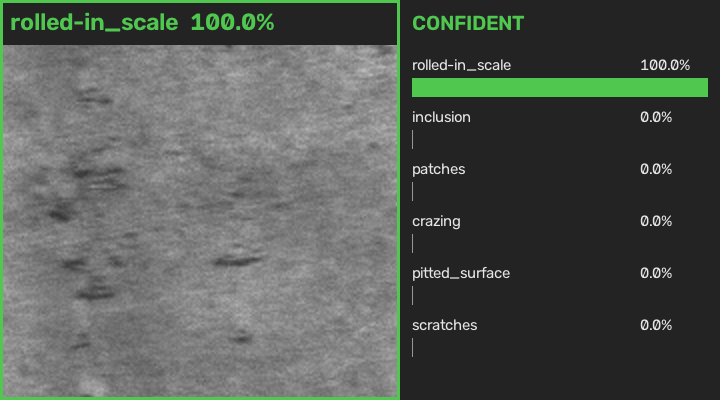 rolled-in_scale 100.0%
CONFIDENT
rolled-in_scale 100.0%
inclusion 0.0%
patches 0.0%
crazing 0.0%
pitted_surface 0.0%
scratches 0.0%